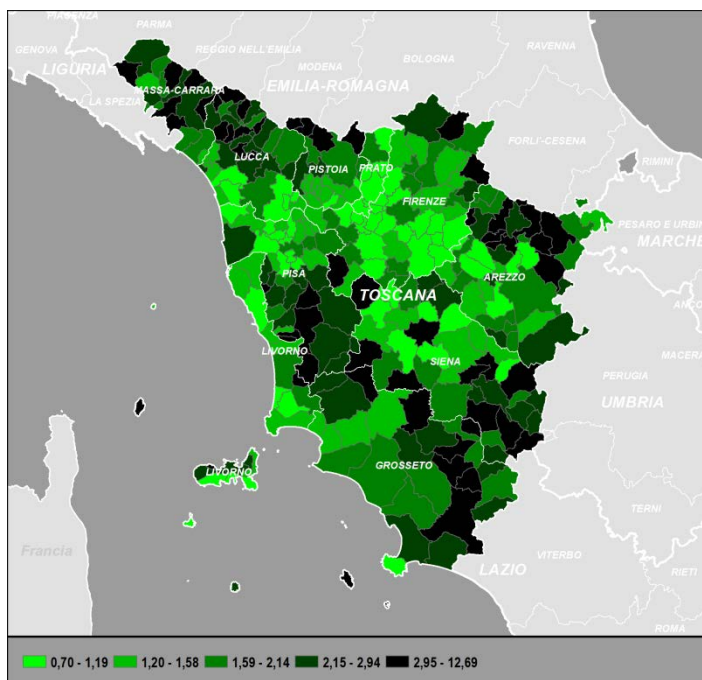 PIACENZA
PARMA
GENOVA
REGGIO NELL'EMILIA
RAVENNA
LIGURIA
MODENA
BOLOGNA
MASSA-CARRARA
EMILIA-ROMAGNA
LA SPEZIA
FORLI'-CESENA
LUCCA
PISTOIA
PRATO
RIMINI
FIRENZE
PESARO E URBIN
MARCHE
PISA
AREZZO
TOSCANA
ANCO
LIVORNO
SIENA
MACERA
PERUGIA
UMBRIA
GROSSETO
LIVORNO
TERNI
Francia
VITERBO
LAZIO
RIETI
ROMA
0,70 - 1,19 1,20 - 1,58 1,59 - 2,14 2,15 - 2,94 2,95 - 12,69